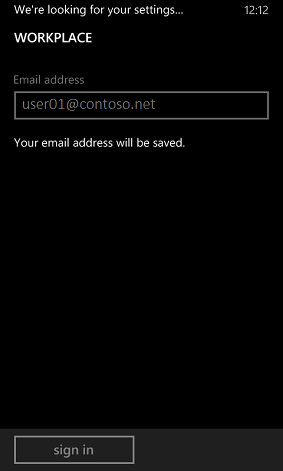 We're looking for your settings... 12:12
WORKPLACE
Email address
user01@contoso.net
Your email address will be saved.
sign in